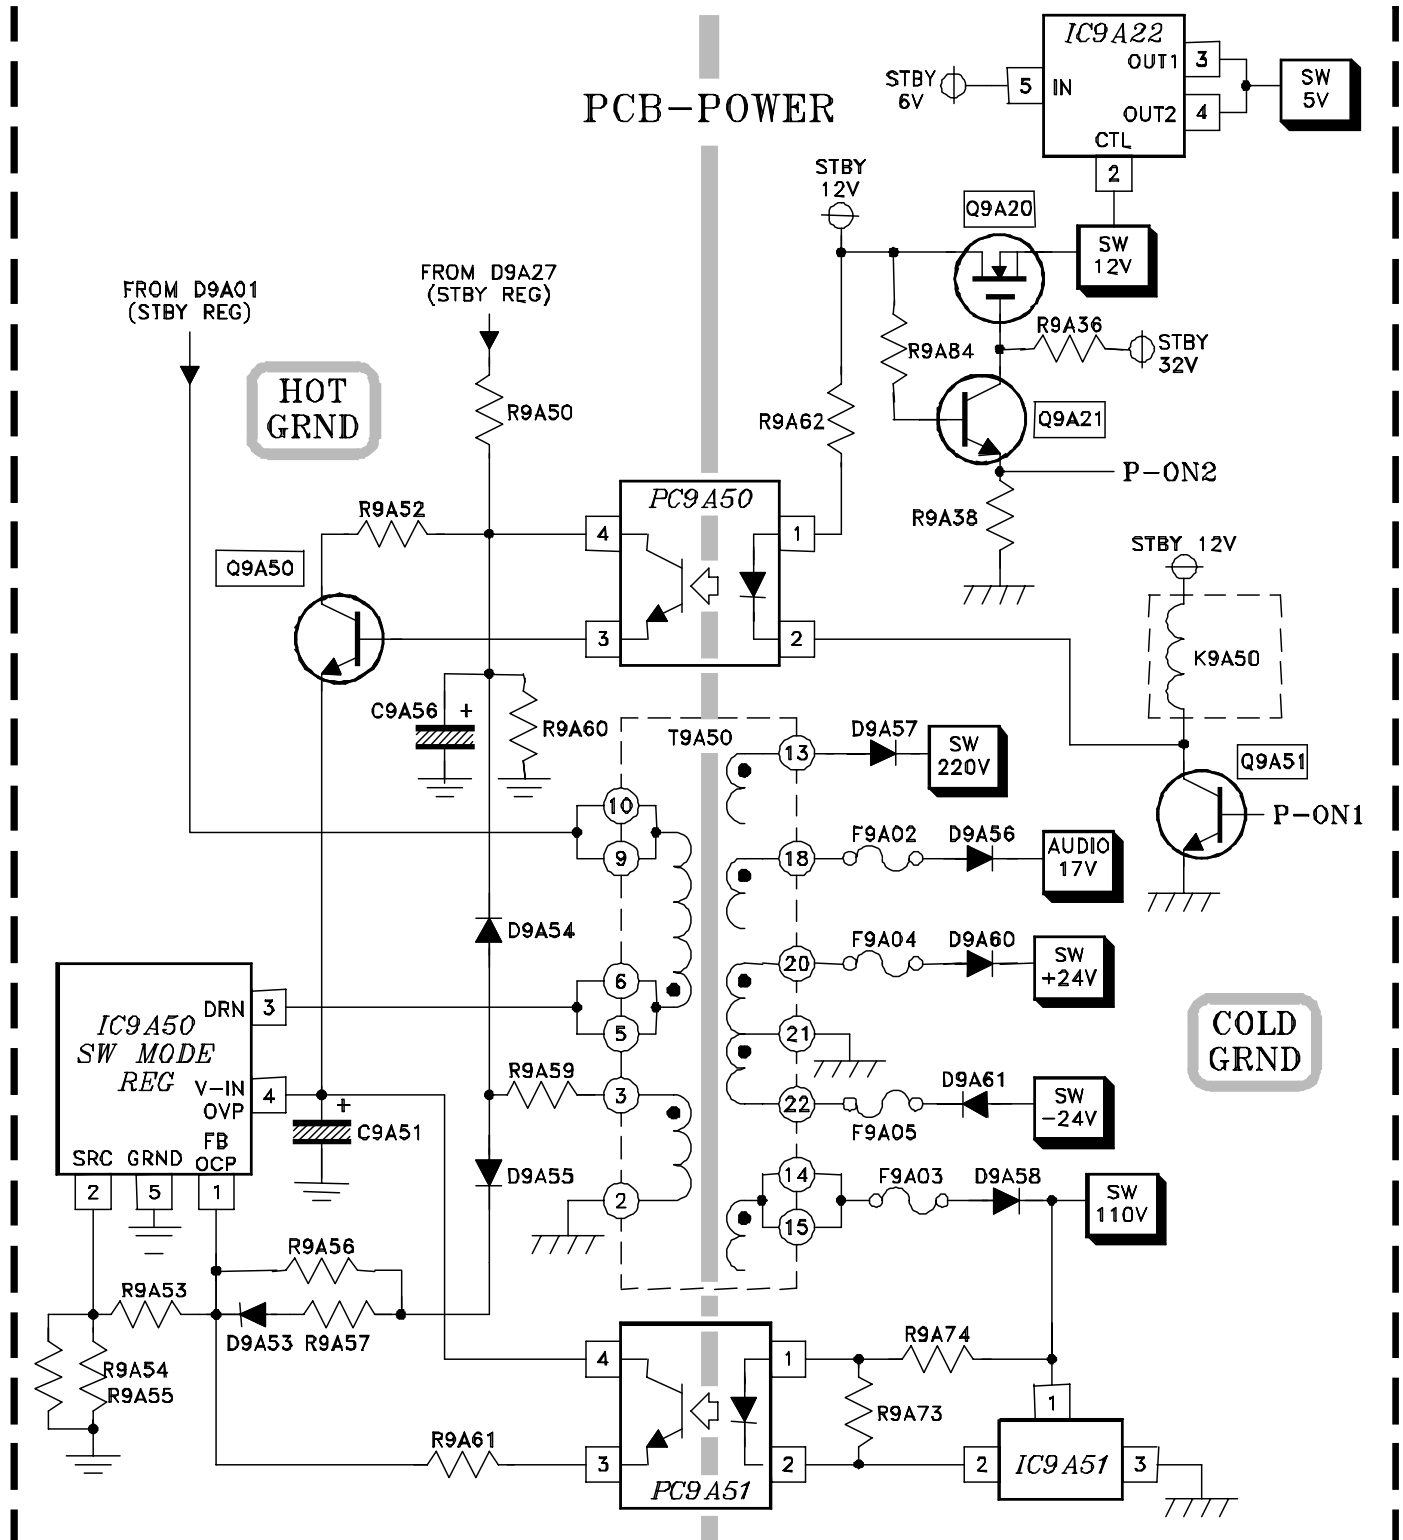 IC9A22
OUT1
3
STBY
6V
5
IN
SW
5V
OUT2
4
CTL
2
PCB-POWER
STBY
12V
Q9A20
SW
12V
FROM D9A01
(STBY REG)
FROM D9A27
(STBY REG)
R9A36
STBY
32V
R9A84
HOT
GRND
R9A50
R9A62
Q9A21
P-ON2
R9A52
PC9A50
4
1
R9A38
STBY 12V
Q9A50
3
2
K9A50
C9A56
+
R9A60
T9A50
13
D9A57
SW
220V
Q9A51
P-ON1
10
9
18
F9A02
D9A56
AUDIO
17V
D9A54
6
5
20
F9A04
D9A60
SW
+24V
21
IC9A50
SW MODE
REG
DRN
3
V-IN
OVP
4
FB
OCP
SRC
GRND
2
5
1
COLD
GRND
+
C9A51
R9A59
3
22
D9A61
F9A05
SW
-24V
D9A55
2
14
15
F9A03
D9A58
SW
110V
R9A56
R9A53
D9A53
R9A57
R9A54
R9A55
4
1
R9A74
R9A73
1
R9A61
3
2
PC9A51
2
IC9A51
3